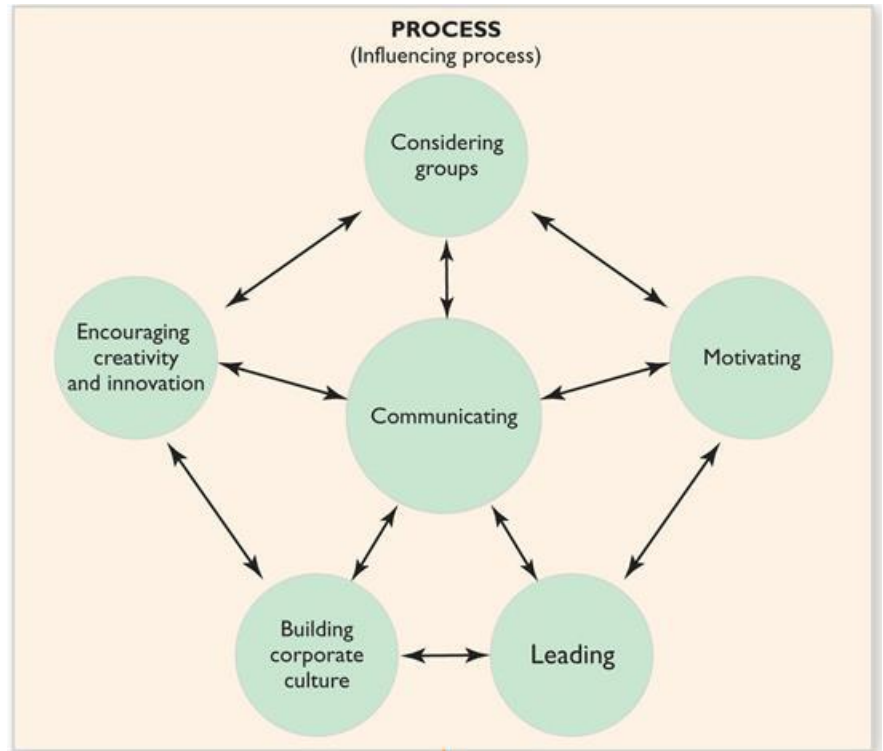 PROCESS
(Influencing process)
Considering
groups
Encouraging
creativity
and innovation
Motivating
Communicating
Building
corporate
culture
Leading